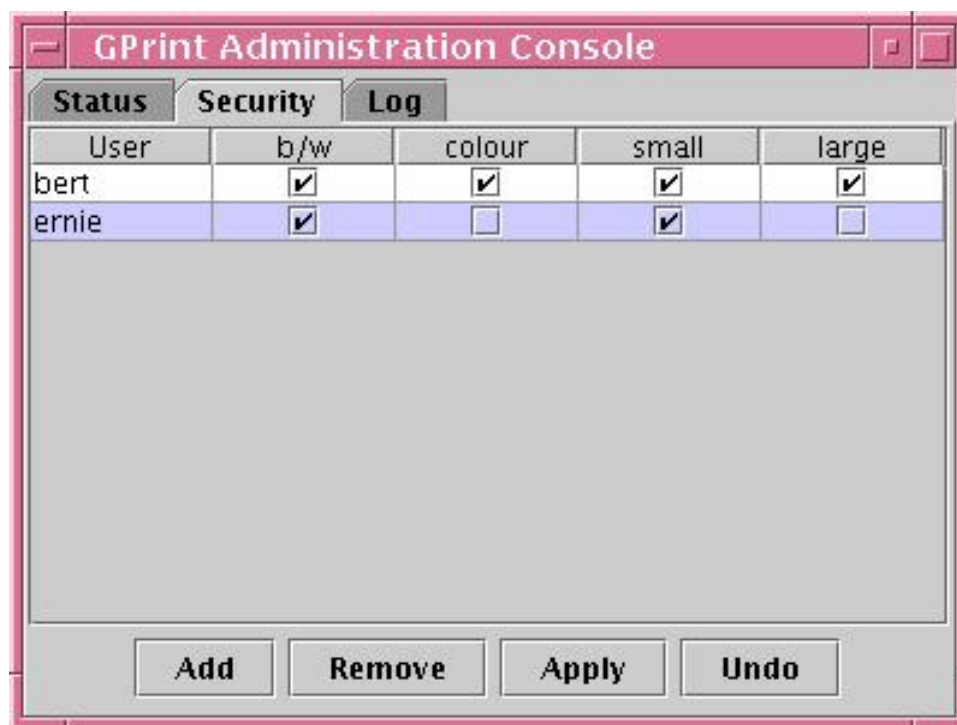 GPrint Administration Console
Status Security Log
User b/w colour small large
bert
ernie
Add Remove Apply Undo